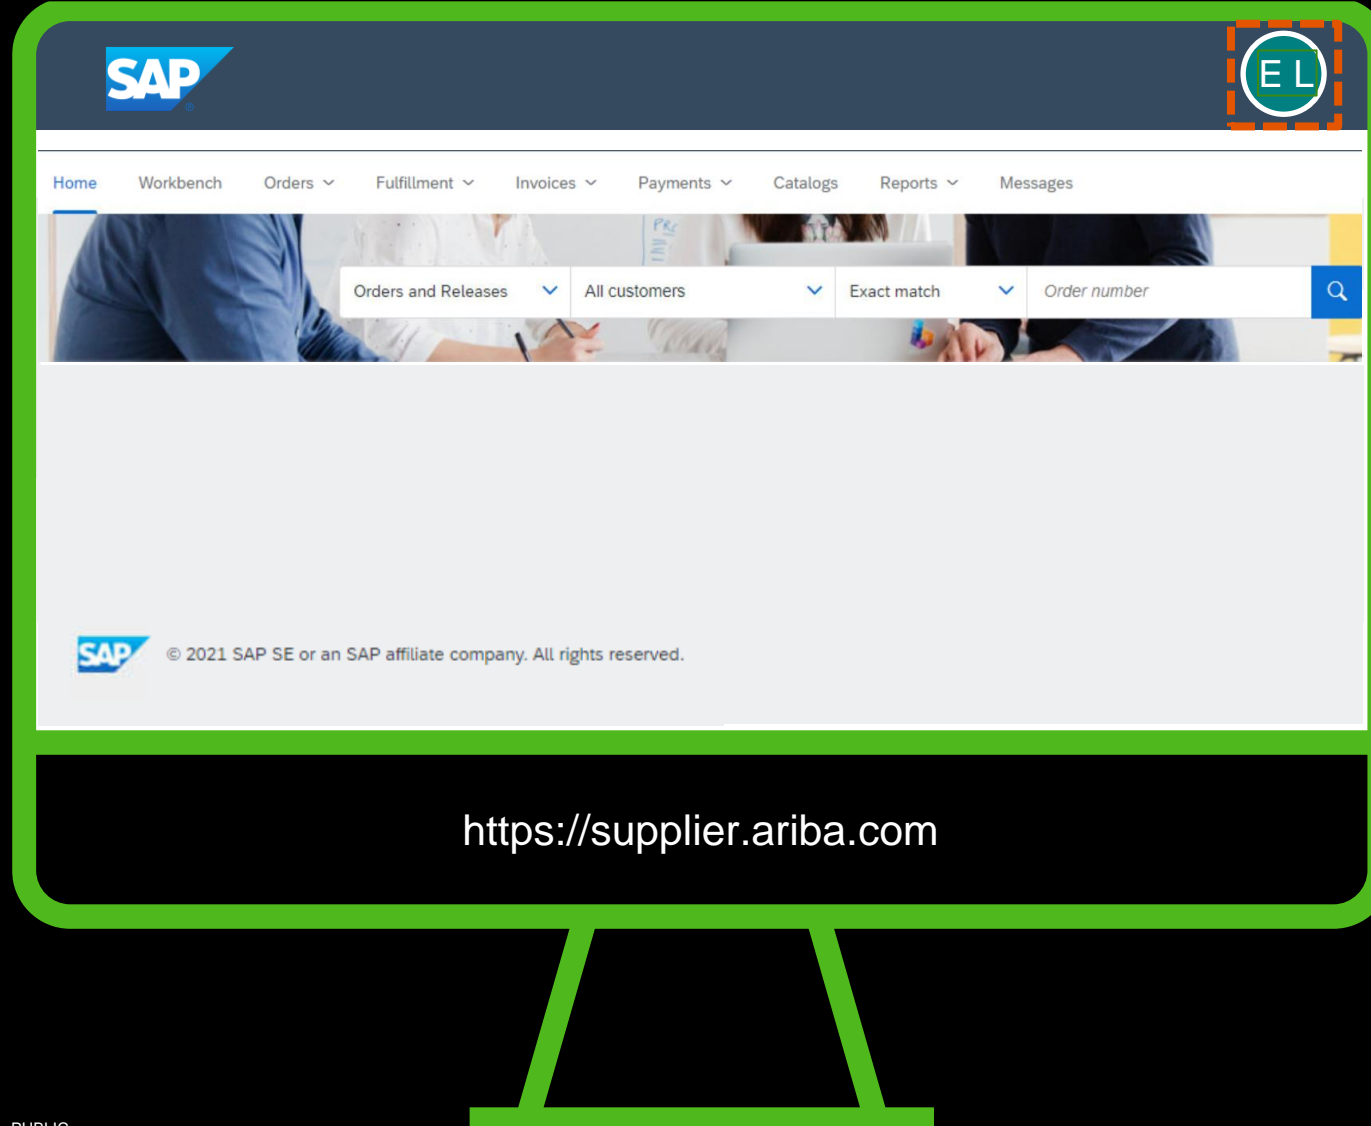 SAP
E L
Home Workbench Orders Fulfillment Invoices Payments Catalogs Reports Messages
Orders and Releases All customers Exact match Order number
SAP © 2021 SAP SE or an SAP affiliate company. All rights reserved.
https://supplier.ariba.com